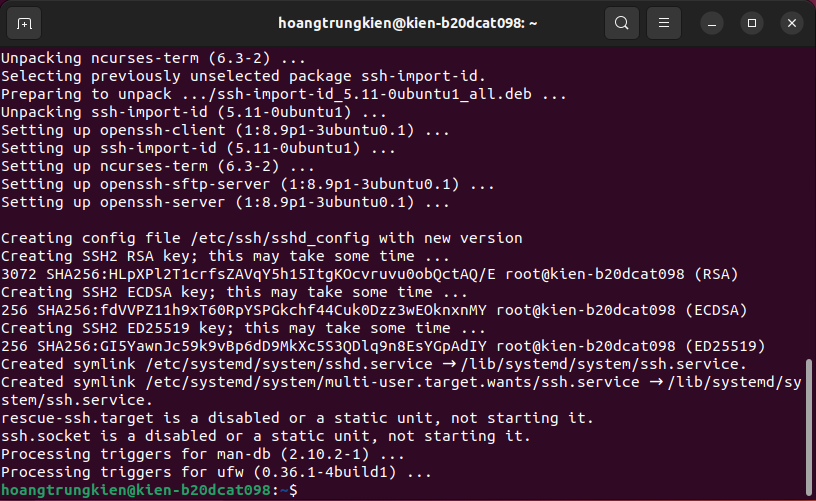 hoangtrungkien@kien-b20dcat098: ~
Unpacking ncurses-term (6.3-2) ...
Selecting previously unselected package ssh-import-id.
Preparing to unpack .../ssh-import-id_5.11-0ubuntu1_all.deb ...
Unpacking ssh-import-id (5.11-0ubuntu1) ...
Setting up openssh-client (1:8.9p1-3ubuntu0.1) ...
Setting up ssh-import-id (5.11-0ubuntu1) ...
Setting up ncurses-term (6.3-2) ...
Setting up openssh-sftp-server (1:8.9p1-3ubuntu0.1) ...
Setting up openssh-server (1:8.9p1-3ubuntu0.1) ...
Creating config file /etc/ssh/sshd_config with new version
Creating SSH2 RSA key; this may take some time ...
3072 SHA256:HLpXPl2T1crfsZAVqY5h15ItgKOcvruvu0obQctAQ/E root@kien-b20dcat098 (RSA)
Creating SSH2 ECDSA key; this may take some time ...
256 SHA256:fdVVPZ11h9xT60RpYSPGkchf44Cuk0Dzz3wEOknxnMY root@kien-b20dcat098 (ECDSA)
Creating SSH2 ED25519 key; this may take some time ...
256 SHA256:GI5YawnJc59k9vBp6dD9MkXc5S3QDlq9n8EsYGpAdIY root@kien-b20dcat098 (ED25519)
Created symlink /etc/systemd/system/sshd.service → /lib/systemd/system/ssh.service.
Created symlink /etc/systemd/system/multi-user.target.wants/ssh.service → /lib/systemd/sy
stem/ssh.service.
rescue-ssh.target is a disabled or a static unit, not starting it.
ssh.socket is a disabled or a static unit, not starting it.
Processing triggers for man-db (2.10.2-1) ...
Processing triggers for ufw (0.36.1-4build1) ...
hoangtrungkien@kien-b20dcat098:~$